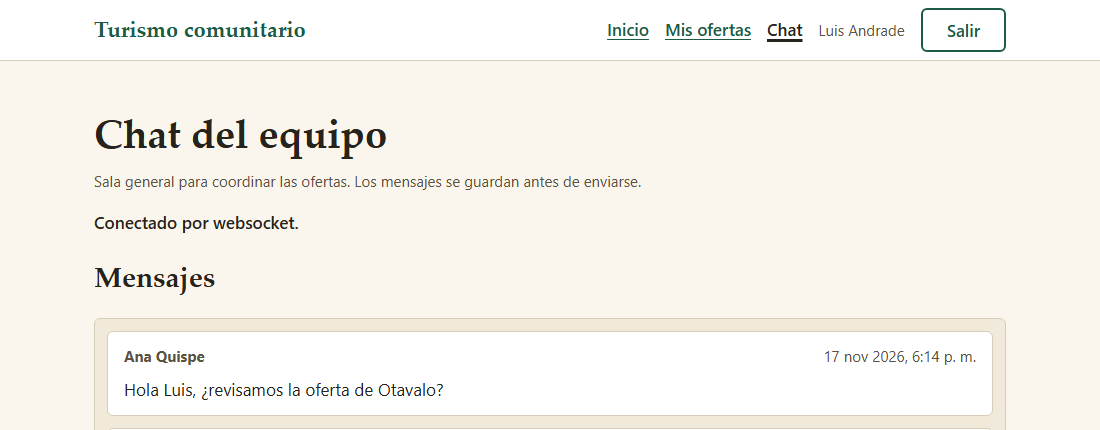 Turismo comunitario
Inicio Mis ofertas Chat Luis Andrade Salir
Chat del equipo
Sala general para coordinar las ofertas. Los mensajes se guardan antes de enviarse.
Conectado por websocket.
Mensajes
Ana Quispe 17 nov 2026, 6:14 p. m.
Hola Luis, ¿revisamos la oferta de Otavalo?